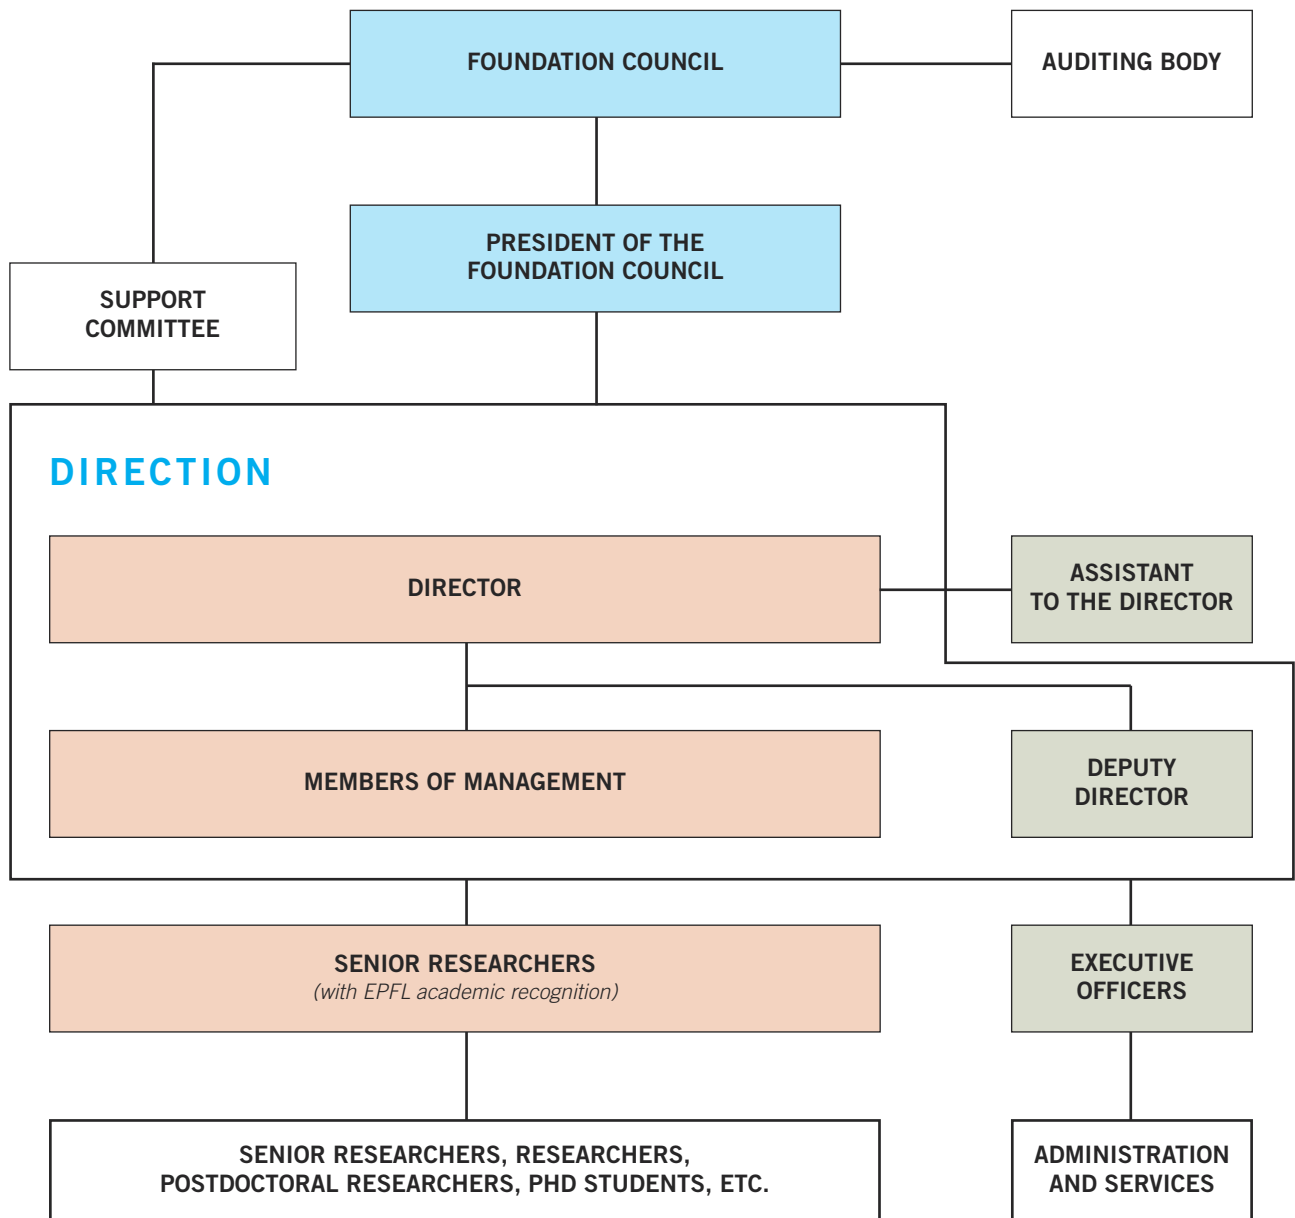 FOUNDATION COUNCIL
AUDITING BODY
PRESIDENT OF THE
FOUNDATION COUNCIL
SUPPORT
COMMITTEE
DIRECTION
DIRECTOR
ASSISTANT
TO THE DIRECTOR
MEMBERS OF MANAGEMENT
DEPUTY
DIRECTOR
SENIOR RESEARCHERS
(with EPFL academic recognition)
EXECUTIVE
OFFICERS
SENIOR RESEARCHERS, RESEARCHERS,
POSTDOCTORAL RESEARCHERS, PHD STUDENTS, ETC.
ADMINISTRATION
AND SERVICES